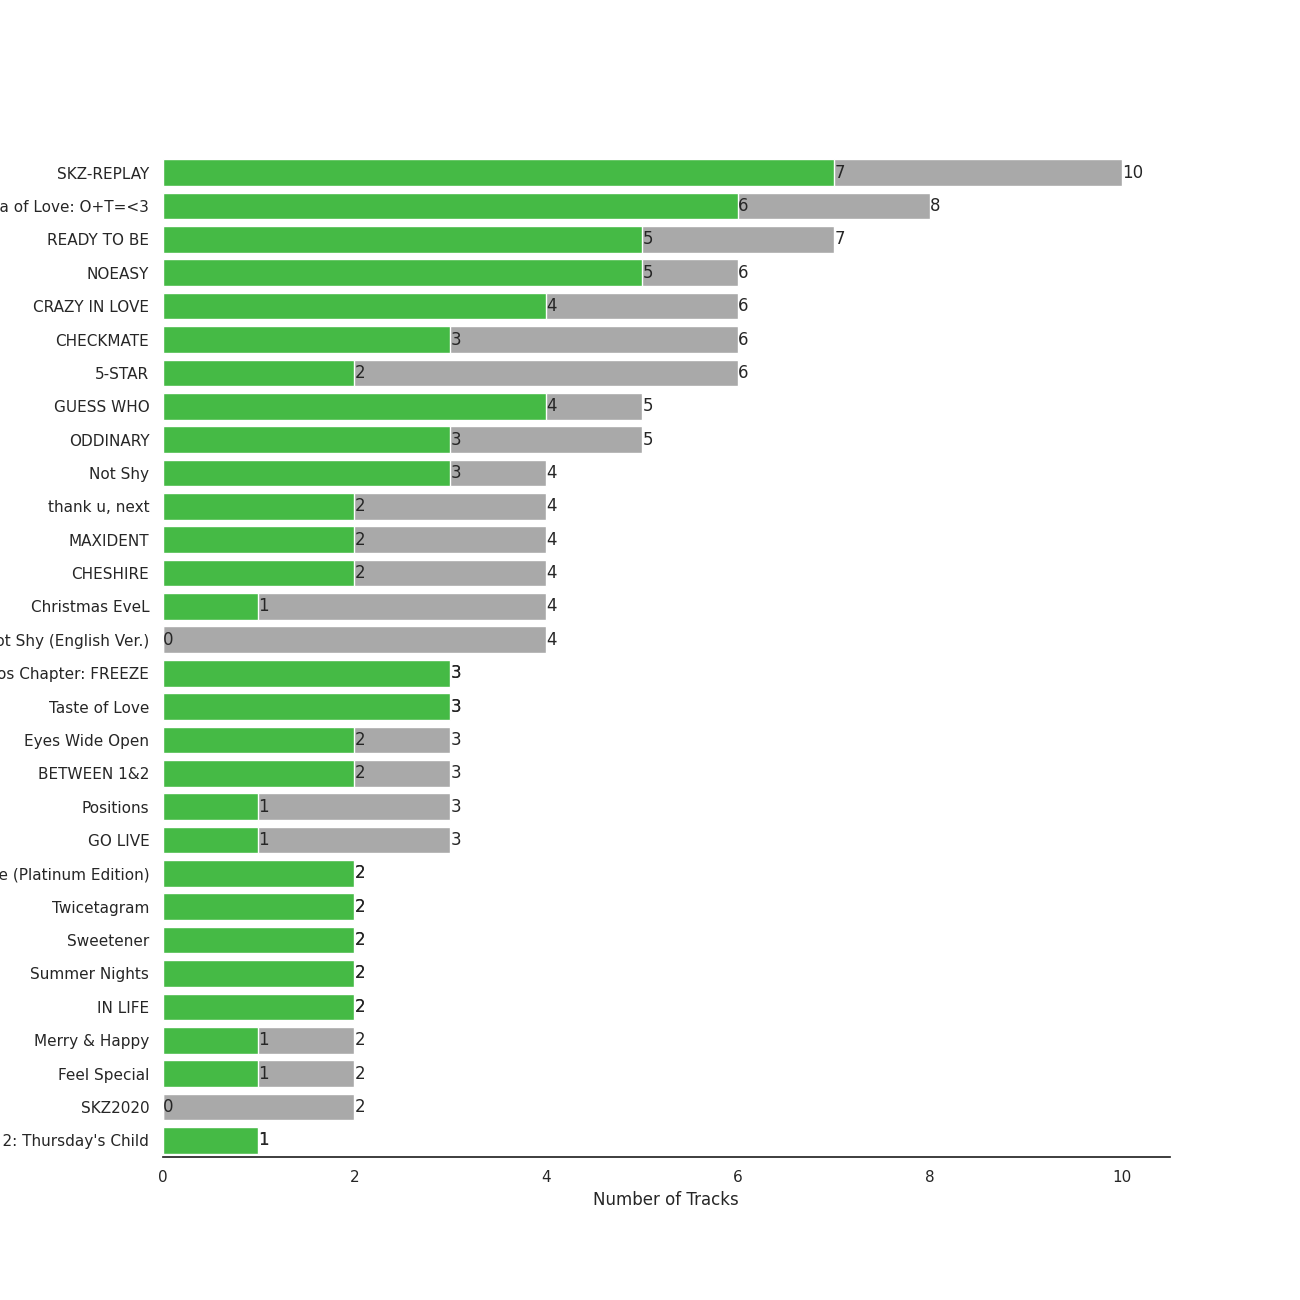 SKZ-REPLAY 7 10
a of Love: O+T=<3 6 8
READY TO BE 5 7
NOEASY 5 6
CRAZY IN LOVE 4 6
CHECKMATE 3 6
5-STAR 2 6
GUESS WHO 4 5
ODDINARY 3 5
Not Shy 3 4
thank u, next 2 4
MAXIDENT 2 4
CHESHIRE 2 4
Christmas EveL 1 4
ot Shy (English Ver.) 0 4
os Chapter: FREEZE 3
Taste of Love 3
Eyes Wide Open 2 3
BETWEEN 1&2 2 3
Positions 1 3
GO LIVE 1 3
e (Platinum Edition) 2
Twicetagram 2
Sweetener 2
Summer Nights 2
IN LIFE 2
Merry & Happy 1 2
Feel Special 1 2
SKZ2020 0 2
2: Thursday's Child 1
0 2 4 6 8 10
Number of Tracks